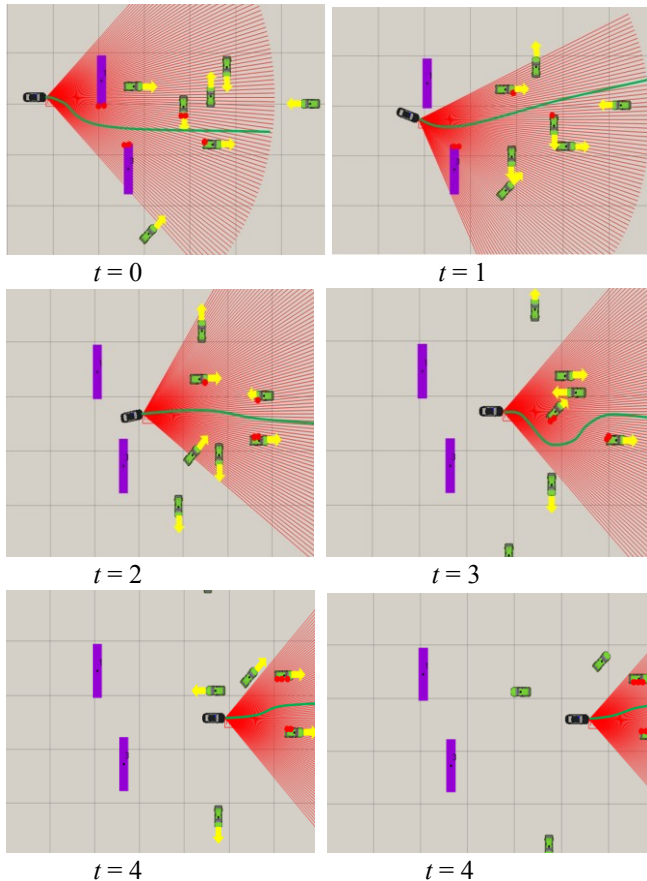 t = 0
t = 1
t = 2
t = 3
t = 4
t = 4